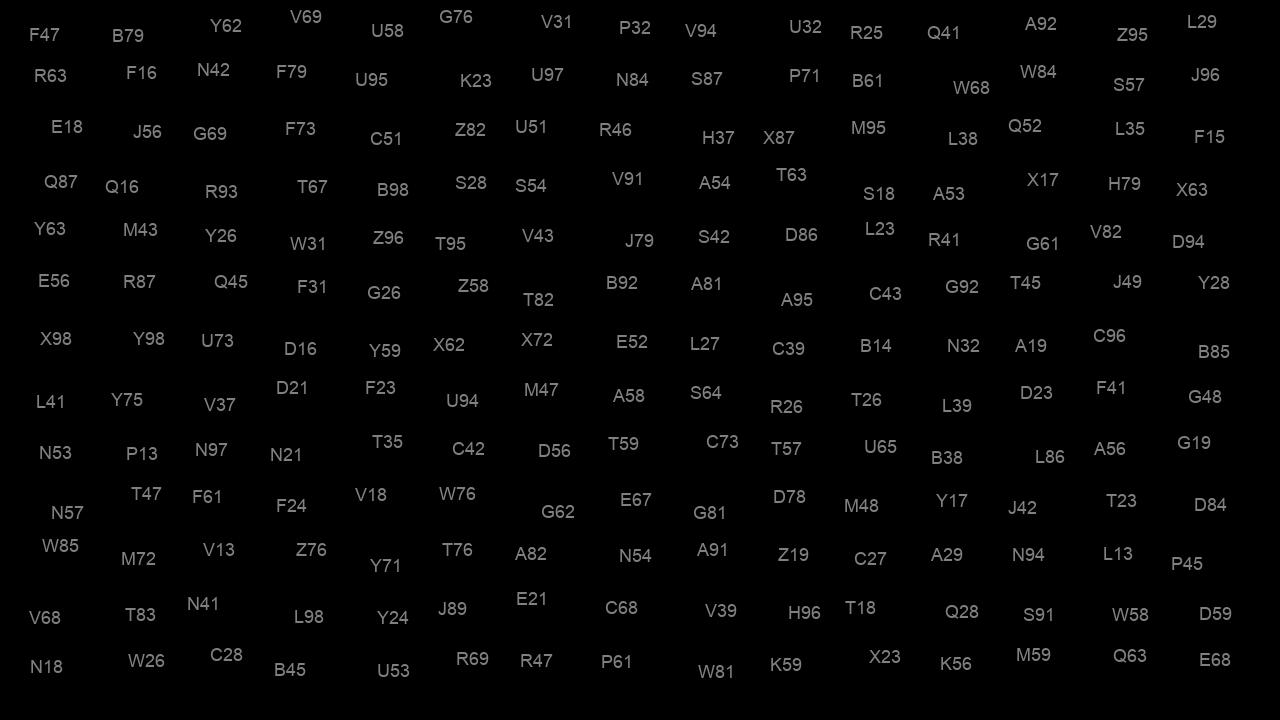 F47 B79 Y62 V69 U58 G76 V31 P32 V94 U32 R25 Q41 A92 Z95 L29
R63 F16 N42 F79 U95 K23 U97 N84 S87 P71 B61 W68 W84 S57 J96
E18 J56 G69 F73 C51 Z82 U51 R46 H37 X87 M95 L38 Q52 L35 F15
Q87 Q16 R93 T67 B98 S28 S54 V91 A54 T63 S18 A53 X17 H79 X63
Y63 M43 Y26 W31 Z96 T95 V43 J79 S42 D86 L23 R41 G61 V82 D94
E56 R87 Q45 F31 G26 Z58 T82 B92 A81 A95 C43 G92 T45 J49 Y28
X98 Y98 U73 D16 Y59 X62 X72 E52 L27 C39 B14 N32 A19 C96 B85
L41 Y75 V37 D21 F23 U94 M47 A58 S64 R26 T26 L39 D23 F41 G48
N53 P13 N97 N21 T35 C42 D56 T59 C73 T57 U65 B38 L86 A56 G19
N57 T47 F61 F24 V18 W76 G62 E67 G81 D78 M48 Y17 J42 T23 D84
W85 M72 V13 Z76 Y71 T76 A82 N54 A91 Z19 C27 A29 N94 L13 P45
V68 T83 N41 L98 Y24 J89 E21 C68 V39 H96 T18 Q28 S91 W58 D59
N18 W26 C28 B45 U53 R69 R47 P61 W81 K59 X23 K56 M59 Q63 E68